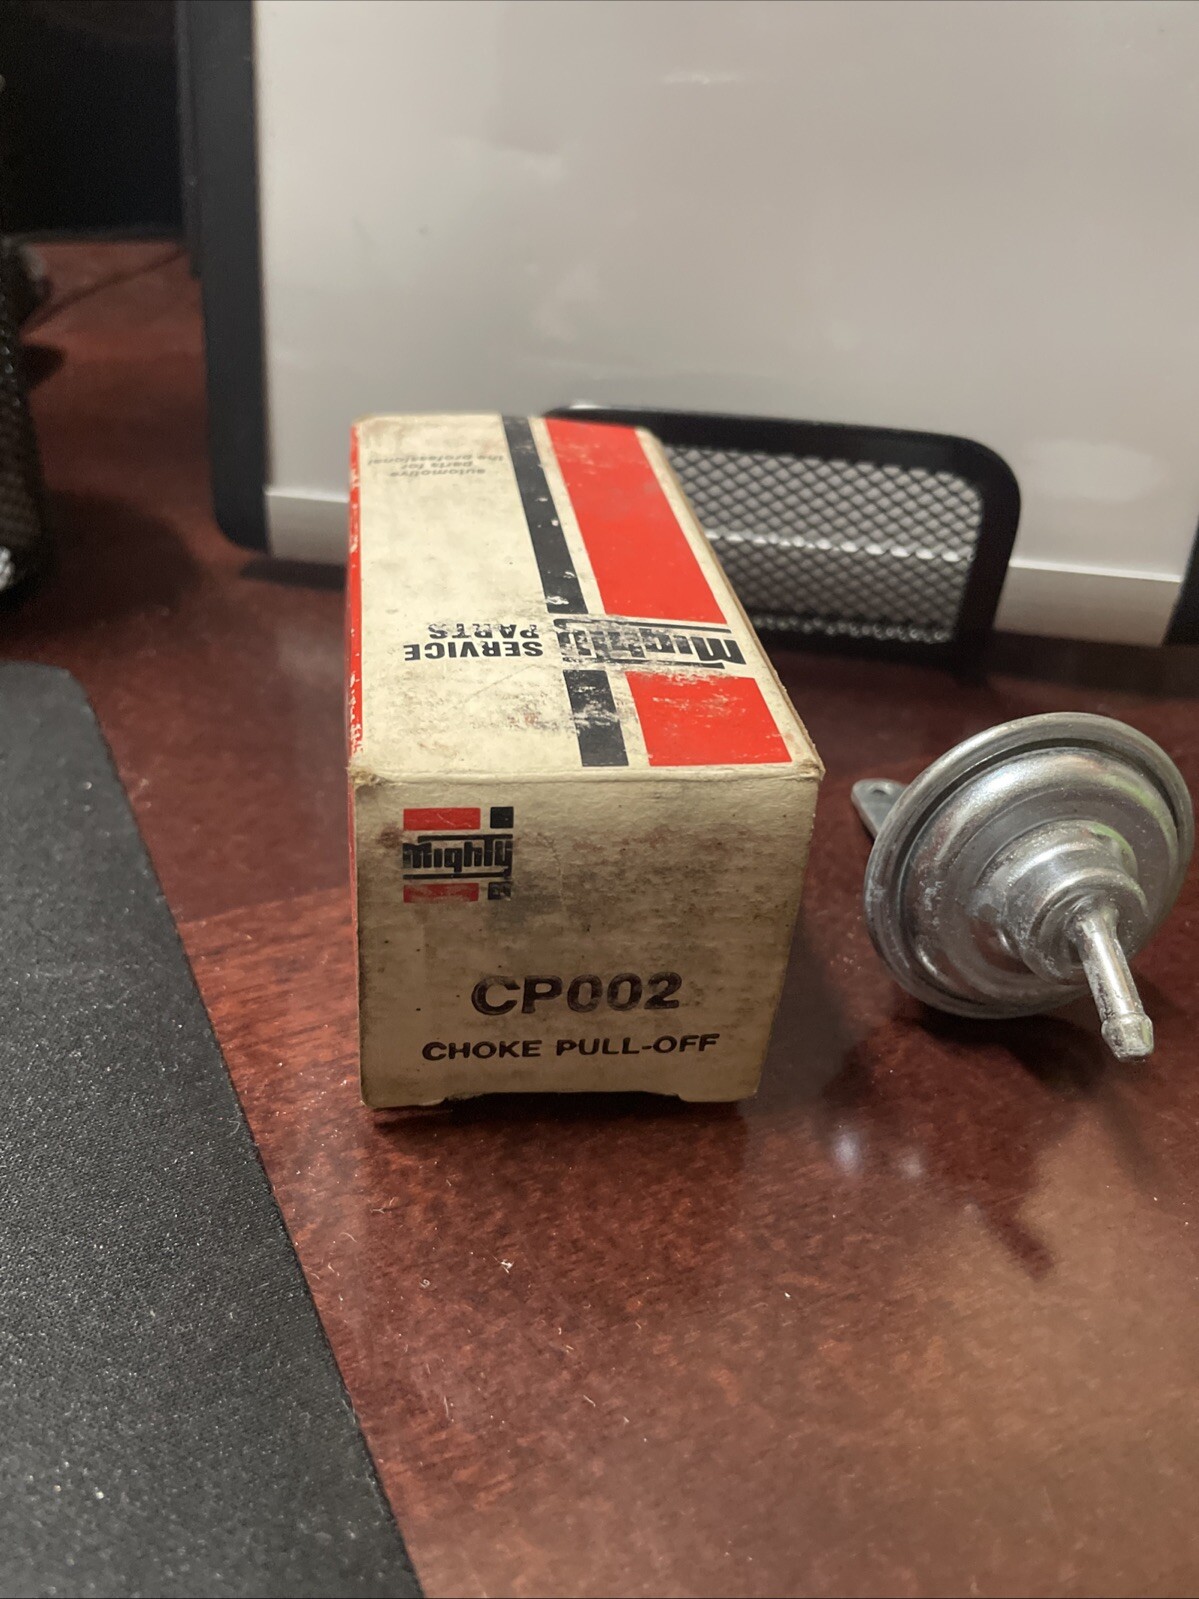 automotive
parts for
the professional
Mighty
SERVICE
PARTS
Mighty
CP002
CHOKE PULL-OFF